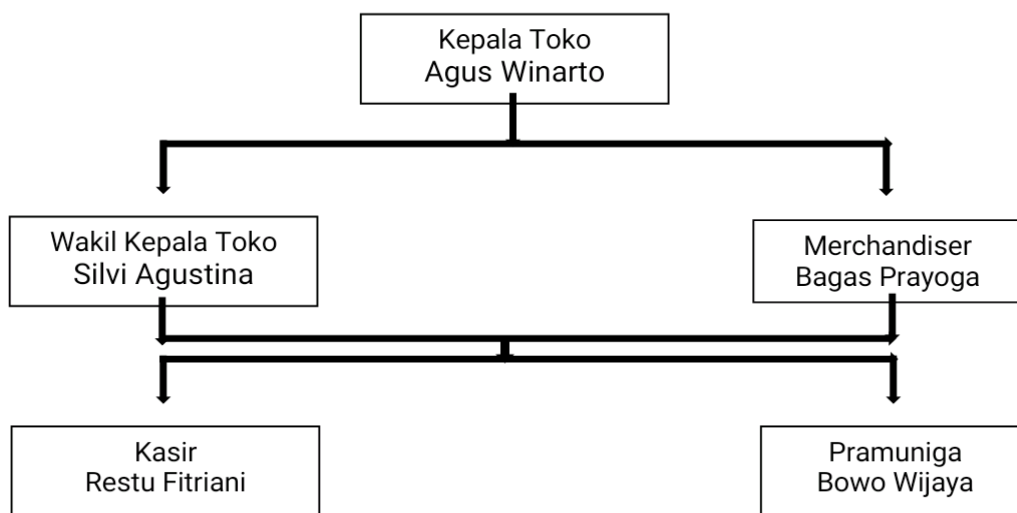 Kepala Toko
Agus Winarto
Wakil Kepala Toko
Silvi Agustina
Merchandiser
Bagas Prayoga
Kasir
Restu Fitriani
Pramuniga
Bowo Wijaya